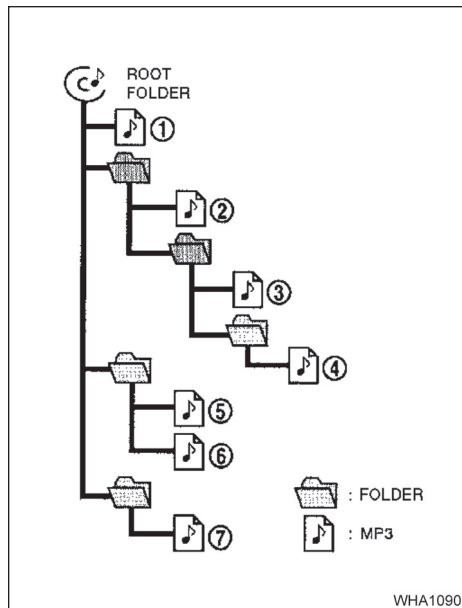 ROOT
FOLDER
①
②
③
④
⑤
⑥
⑦
: FOLDER
: MP3
WHA1090